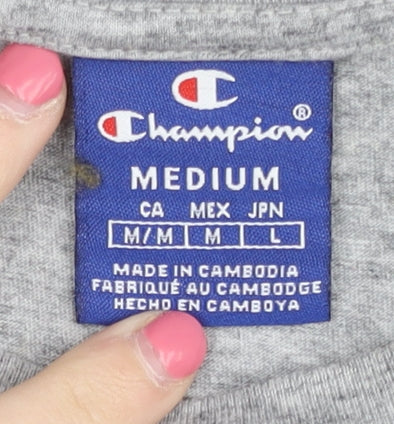 Champion®
MEDIUM
CA MEX JPN
M/M M L
MADE IN CAMBODIA
FABRIQUÉ AU CAMBODGE
HECHO EN CAMBOYA